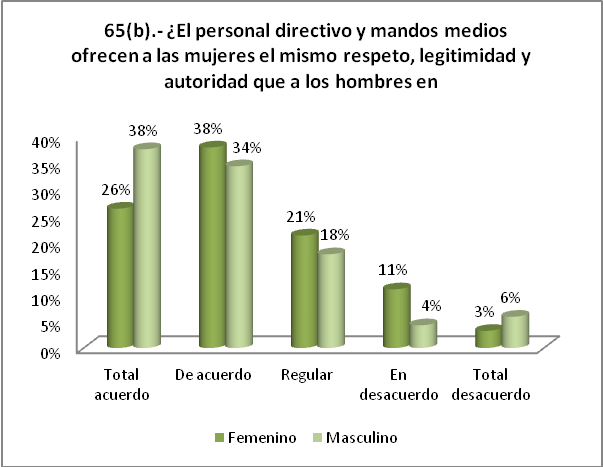 65(b).- ¿El personal directivo y mandos medios
ofrecen a las mujeres el mismo respeto, legitimidad y
autoridad que a los hombres en
40%
35%
30%
25%
20%
15%
10%
5%
0%
26%
38%
38%
34%
21%
18%
11%
4%
3%
6%
Total
acuerdo
De acuerdo
Regular
En
desacuerdo
Total
desacuerdo
Femenino
Masculino